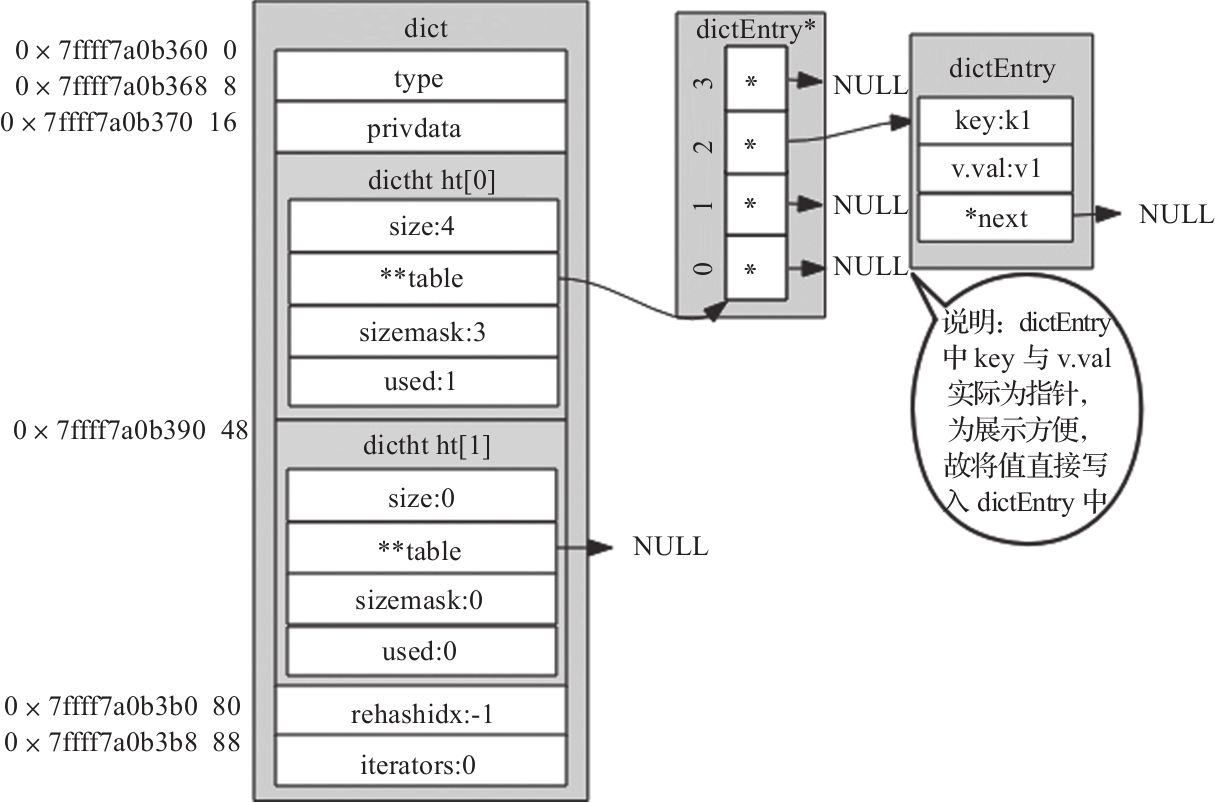 dict
0 × 7ffff7a0b360 0
0 × 7ffff7a0b368 8
0 × 7ffff7a0b370 16
type
privdata
dictht ht[0]
size:4
**table
sizemask:3
used:1
0 × 7ffff7a0b390 48
dictht ht[1]
size:0
**table
NULL
sizemask:0
used:0
0 × 7ffff7a0b3b0 80
0 × 7ffff7a0b3b8 88
rehashidx:-1
iterators:0
dictEntry*
3 * NULL
2 *
1 * NULL
0 * NULL
dictEntry
key:k1
v.val:v1
*next
NULL
说明：dictEntry
中 key 与 v.val
实际为指针，
为展示方便，
故将值直接写
入 dictEntry 中